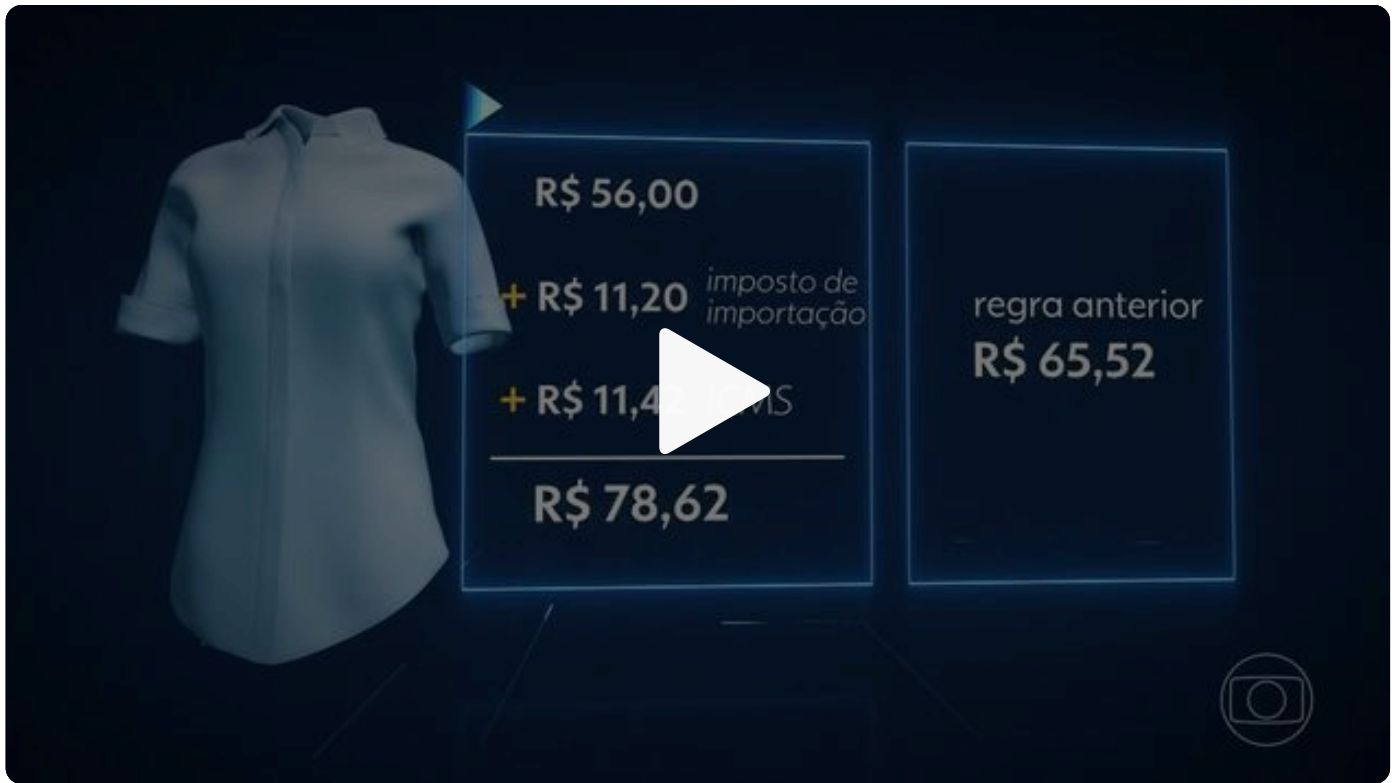 R$ 56,00
+ R$ 11,20 imposto de
importação
+ R$ 11,42
R$ 78,62
regra anterior
R$ 65,52